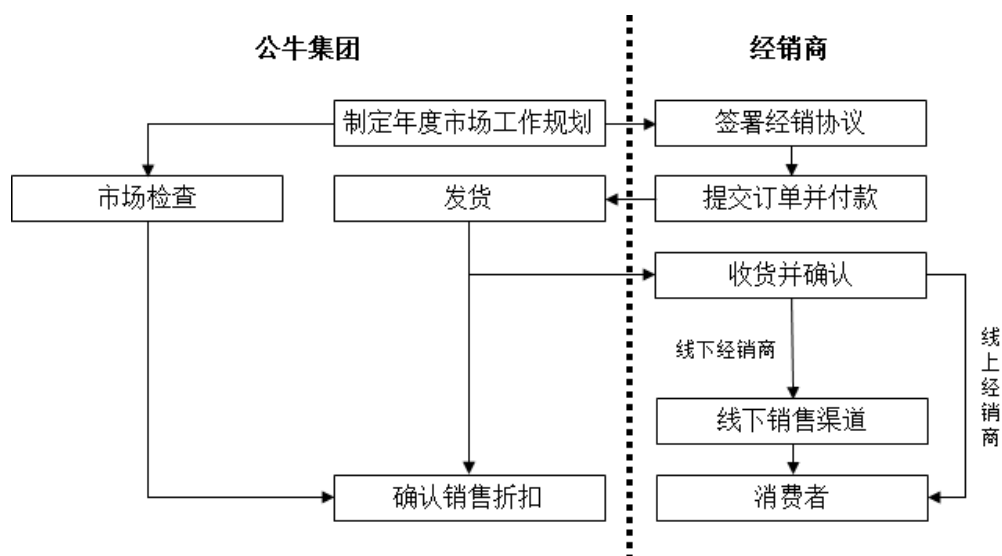 公牛集团
经销商
制定年度市场工作规划
签署经销协议
市场检查
发货
提交订单并付款
收货并确认
线下经销商
线上经销商
线下销售渠道
确认销售折扣
消费者